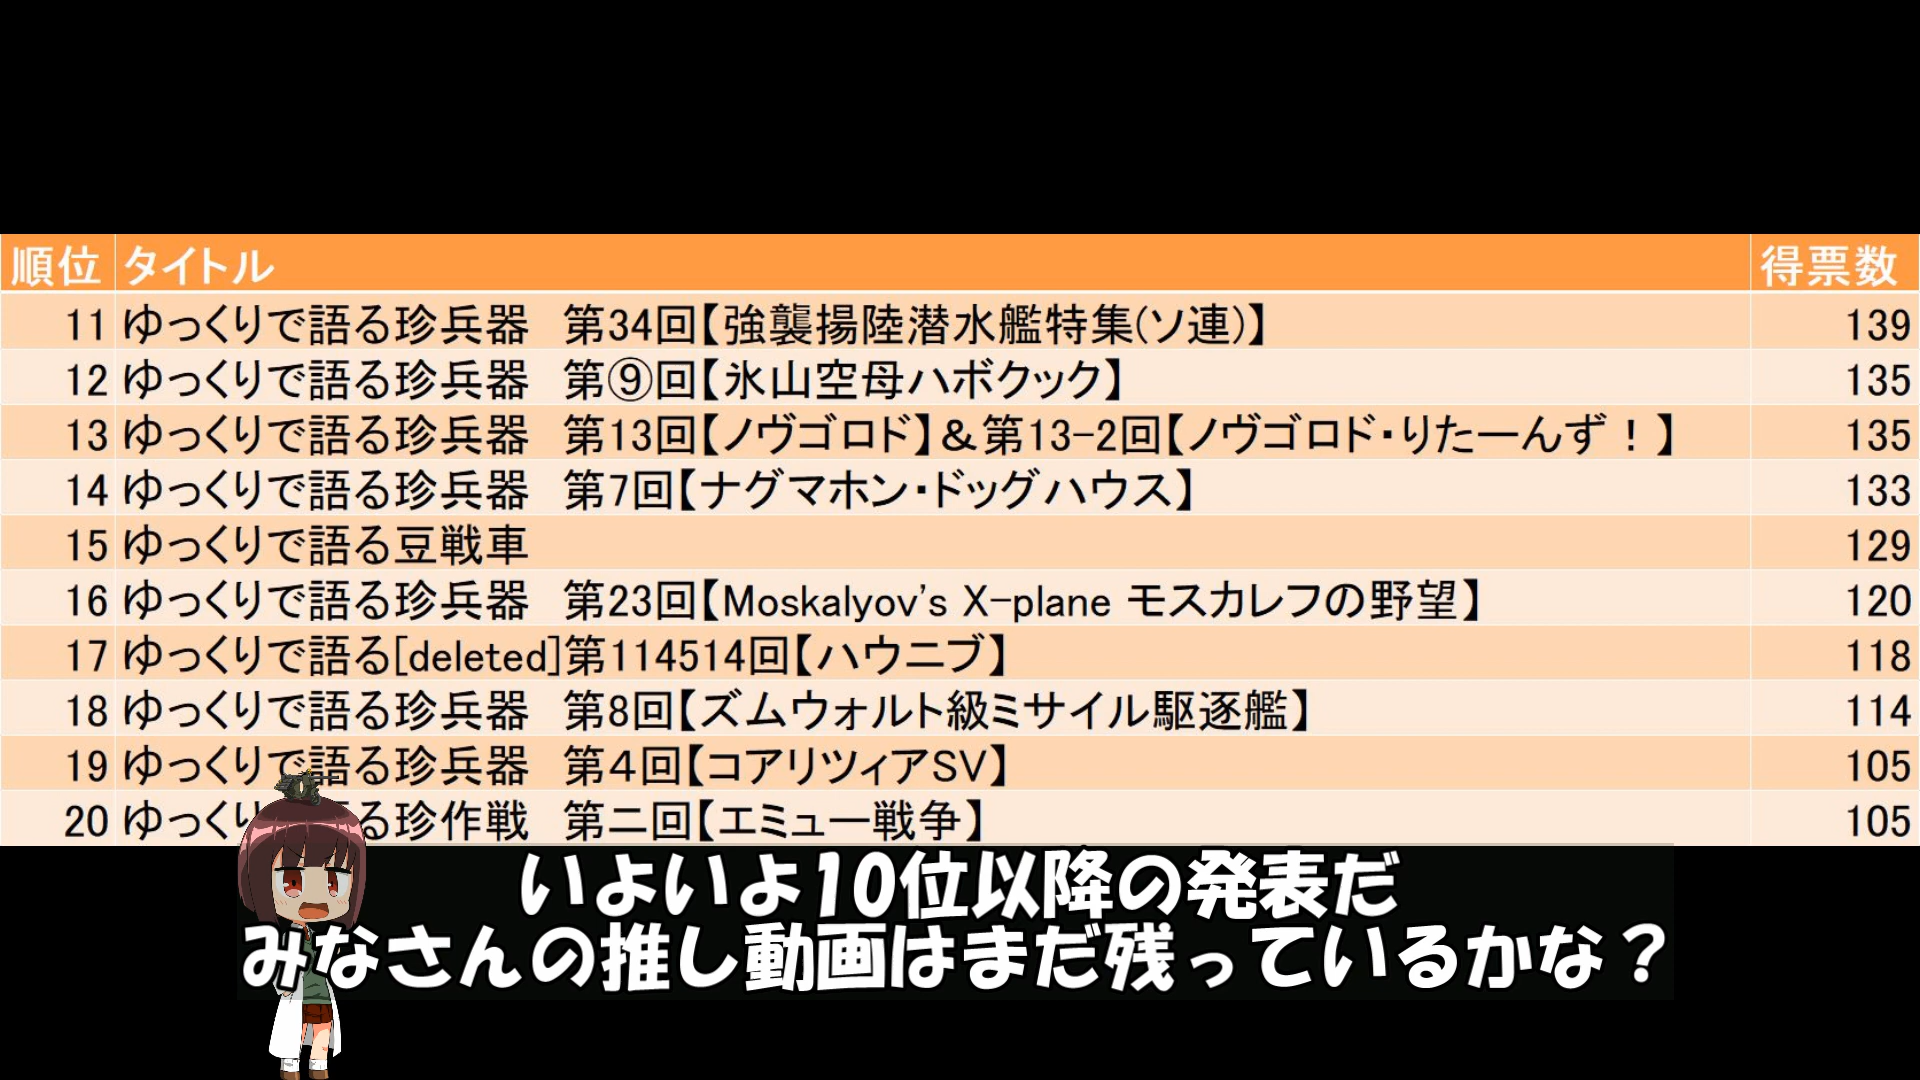 順位 タイトル 得票数
11 ゆっくりで語る珍兵器　第34回【強襲揚陸潜水艦特集(ソ連)】 139
12 ゆっくりで語る珍兵器　第⑨回【氷山空母ハボクック】 135
13 ゆっくりで語る珍兵器　第13回【ノヴゴロド】＆第13-2回【ノヴゴロド・りたーんず！】 135
14 ゆっくりで語る珍兵器　第7回【ナグマホン・ドッグハウス】 133
15 ゆっくりで語る豆戦車 129
16 ゆっくりで語る珍兵器　第23回【Moskalyov's X-plane モスカレフの野望】 120
17 ゆっくりで語る[deleted]第114514回【ハウニブ】 118
18 ゆっくりで語る珍兵器　第8回【ズムウォルト級ミサイル駆逐艦】 114
19 ゆっくりで語る珍兵器　第４回【コアリツィアSV】 105
20 ゆっくり 語る珍作戦　第二回【エミュー戦争】 105
いよいよ10位以降の発表だ
みなさんの推し動画はまだ残っているかな？